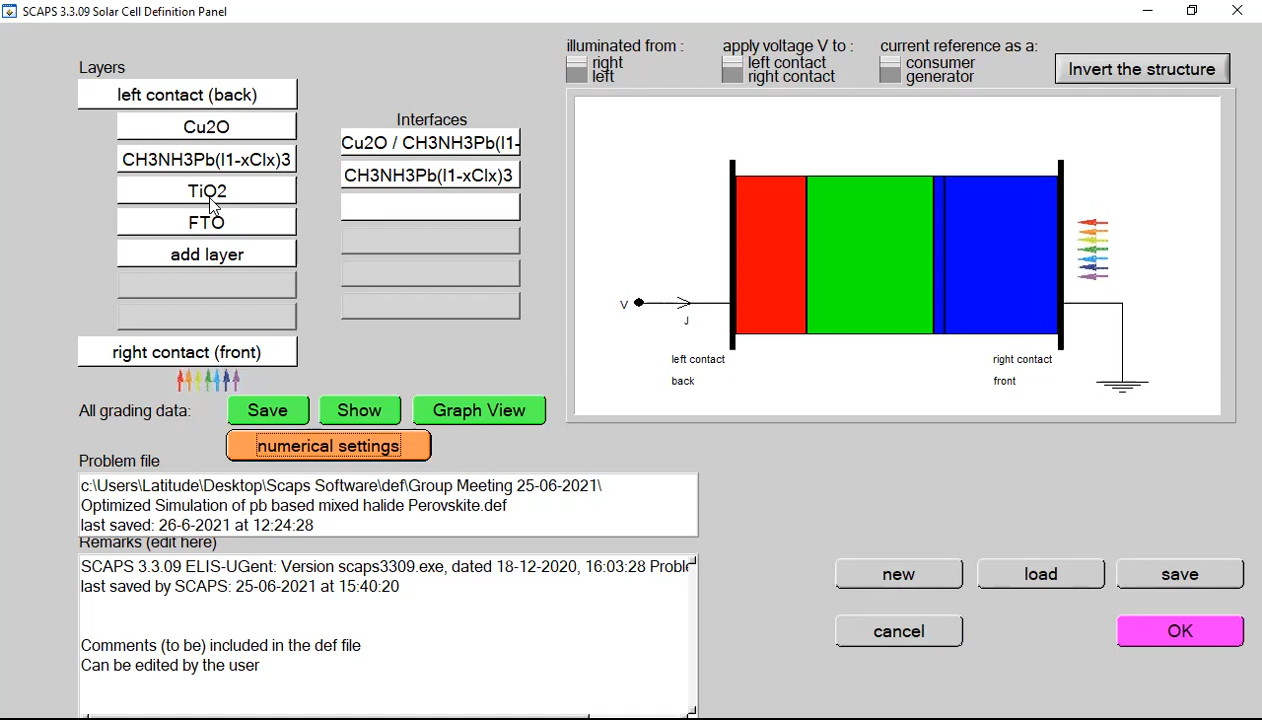 SCAPS 3.3.09 Solar Cell Definition Panel
Layers
left contact (back)
Cu2O
CH3NH3Pb(I1-xClx)3
TiO2
FTO
add layer
right contact (front)
Interfaces
Cu2O / CH3NH3Pb(I1-
CH3NH3Pb(I1-xClx)3
illuminated from :
right
left
apply voltage V to :
left contact
right contact
current reference as a:
consumer
generator
Invert the structure
V
J
left contact
back
right contact
front
All grading data:
Save
Show
Graph View
numerical settings
Problem file
c:\Users\Latitude\Desktop\Scaps Software\def\Group Meeting 25-06-2021\
Optimized Simulation of pb based mixed halide Perovskite.def
last saved: 26-6-2021 at 12:24:28
Remarks (edit here)
SCAPS 3.3.09 ELIS-UGent: Version scaps3309.exe, dated 18-12-2020, 16:03:28 Proble
last saved by SCAPS: 25-06-2021 at 15:40:20
Comments (to be) included in the def file
Can be edited by the user
new
load
save
cancel
OK